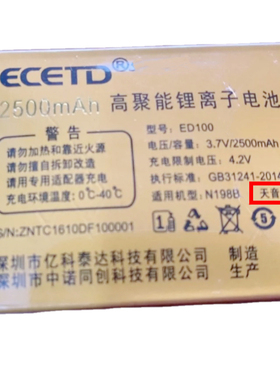 ECETD®
2500mAh 高聚能锂离子电池
警 告
请勿加热和靠近火源
请勿擅自拆卸改造
请用专用适配器充电
充电环境温度：0℃-40℃
S/N:ZNTC1610DF100001
型号：ED100
电压/容量：3.7V/2500mAh
充电限制电压：4.2V
执行标准：GB31241-2014
适用机型：N198B 天音
5
深圳市亿科泰达科技有限公司 制造
深圳市中诺同创科技有限公司 生产